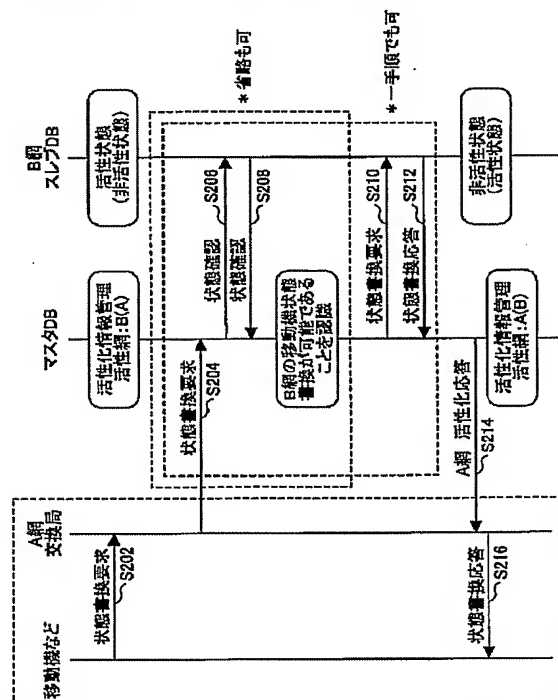 移動機など
A網
交換局
マスタDB
B網
スレブDB
活性化情報管理
活性網:B(A)
活性状態
(非活性状態)
状態書換要求
S202
状態書換要求
S204
状態確認
S206
状態確認
S208
*省略も可
B網の移動機状態
書換が可能である
ことを認識
状態書換要求
S210
状態書換応答
S212
*一手順でも可
A網 活性化応答
S214
状態書換応答
S216
活性化情報管理
活性網:A(B)
非活性状態
(活性状態)